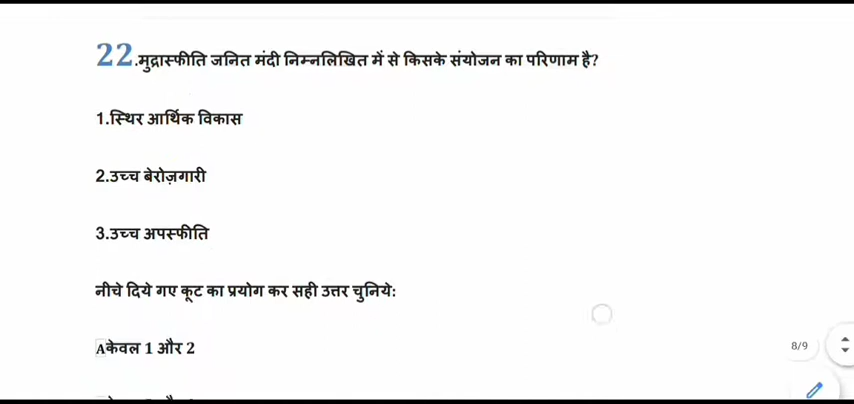 22.मुद्रास्फीति जनित मंदी निम्नलिखित में से किसके संयोजन का परिणाम है?
1.स्थिर आर्थिक विकास
2.उच्च बेरोज़गारी
3.उच्च अपस्फीति
नीचे दिये गए कूट का प्रयोग कर सही उत्तर चुनिये:
Aकेवल 1 और 2
8/9